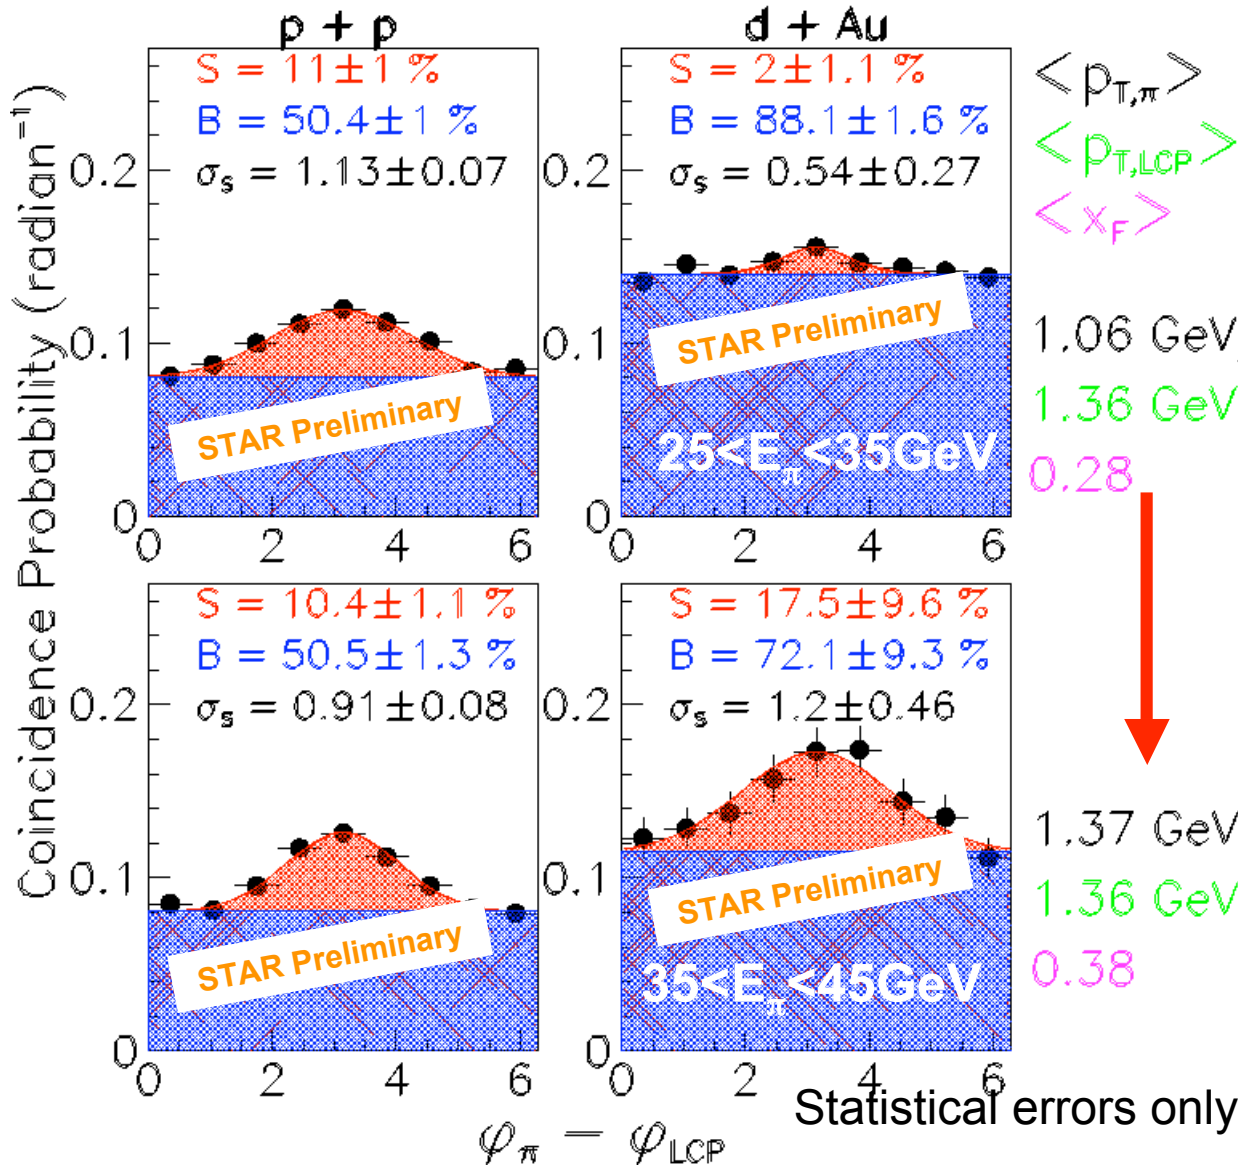 p + p
d + Au
S = 11±1 %
B = 50.4±1 %
σs = 1.13±0.07
S = 2±1.1 %
B = 88.1±1.6 %
σs = 0.54±0.27
<pT,π>
<pT,LCP>
<xF>
Coincidence Probability (radian⁻¹)
0.2
0.1
0
0.2
0.1
0
STAR Preliminary
STAR Preliminary
25<Eπ<35GeV
1.06 GeV
1.36 GeV
0.28
0 2 4 6
0 2 4 6
S = 10.4±1.1 %
B = 50.5±1.3 %
σs = 0.91±0.08
S = 17.5±9.6 %
B = 72.1±9.3 %
σs = 1.2±0.46
0.2
0.1
0
0.2
0.1
0
STAR Preliminary
STAR Preliminary
35<Eπ<45GeV
1.37 GeV
1.36 GeV
0.38
0 2 4 6
0 2 4 6
φπ − φLCP
Statistical errors only